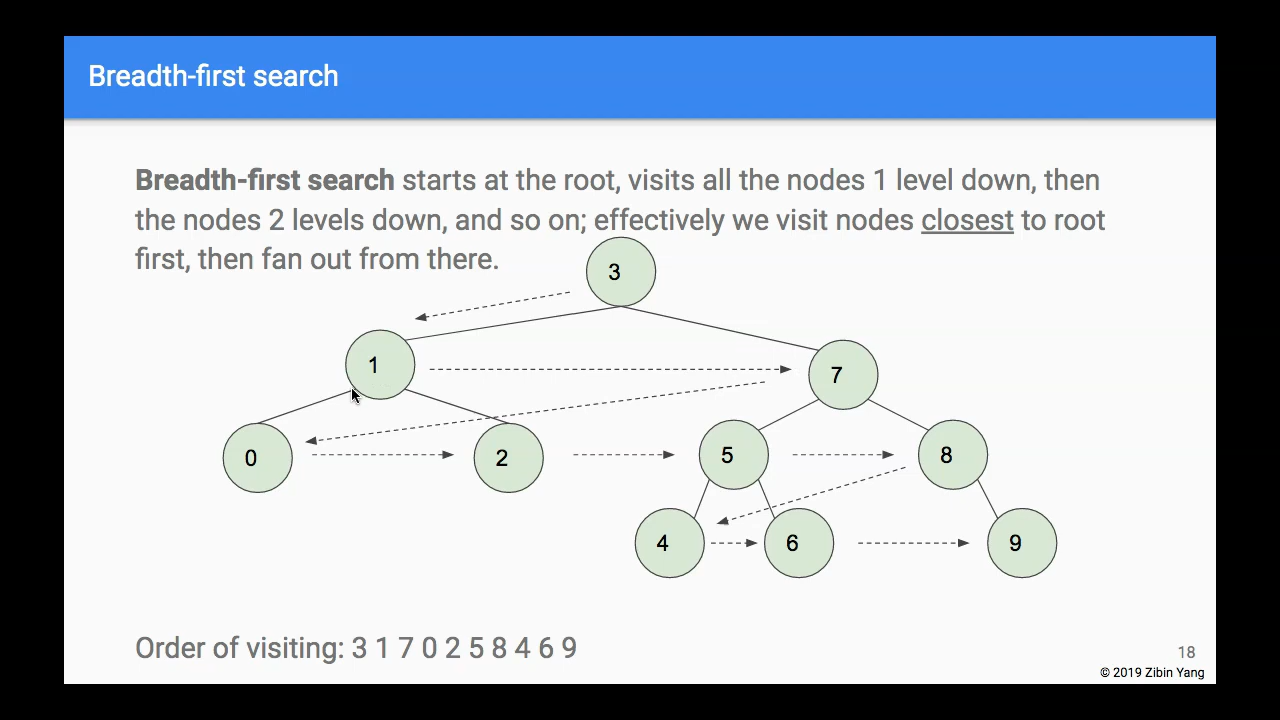 Breadth-first search
Breadth-first search starts at the root, visits all the nodes 1 level down, then
the nodes 2 levels down, and so on; effectively we visit nodes closest to root
first, then fan out from there.
3
1
7
0
2
5
8
4
6
9
Order of visiting: 3 1 7 0 2 5 8 4 6 9
18
© 2019 Zibin Yang